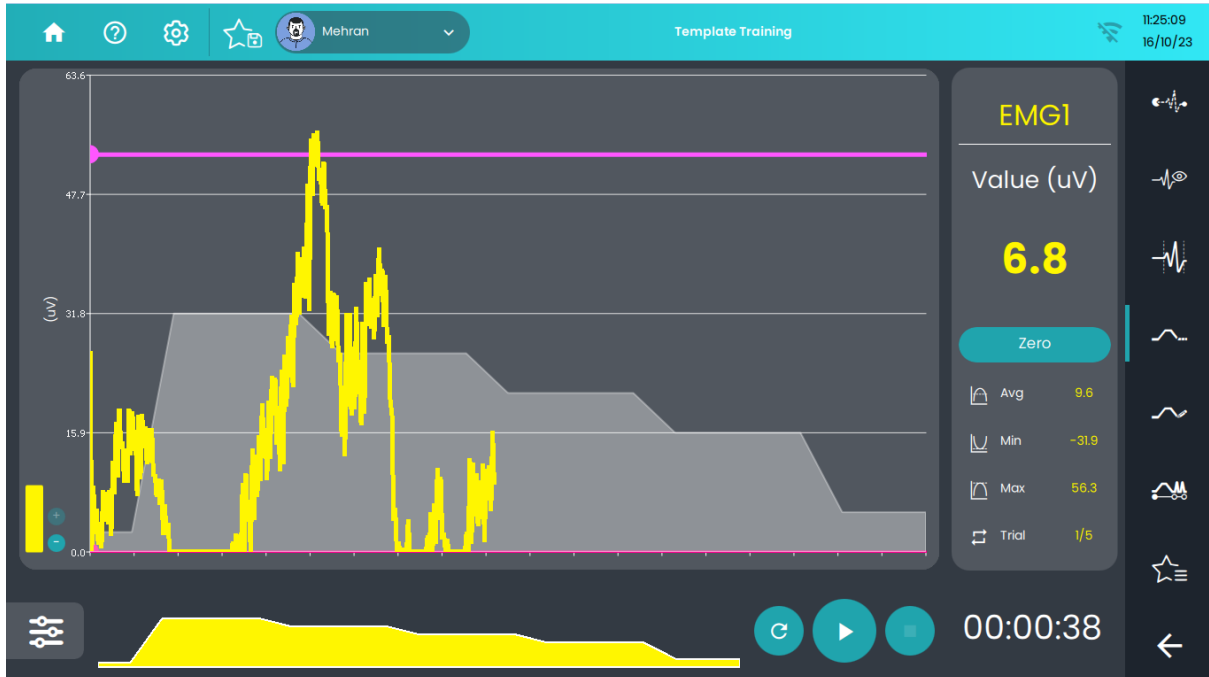 Mehran
Template Training
11:25:09
16/10/23
63.6
47.7
31.8
15.9
0.0
(uV)
EMG1
Value (uV)
6.8
Zero
Avg 9.6
Min -31.9
Max 56.3
Trial 1/5
00:00:38